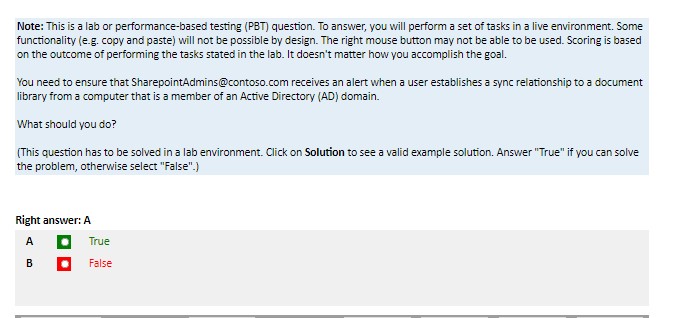 Note: This is a lab or performance-based testing (PBT) question. To answer, you will perform a set of tasks in a live environment. Some
functionality (e.g. copy and paste) will not be possible by design. The right mouse button may not be able to be used. Scoring is based
on the outcome of performing the tasks stated in the lab. It doesn't matter how you accomplish the goal.
You need to ensure that SharepointAdmins@contoso.com receives an alert when a user establishes a sync relationship to a document
library from a computer that is a member of an Active Directory (AD) domain.
What should you do?
(This question has to be solved in a lab environment. Click on Solution to see a valid example solution. Answer "True" if you can solve
the problem, otherwise select "False".)
Right answer: A
A True
B False